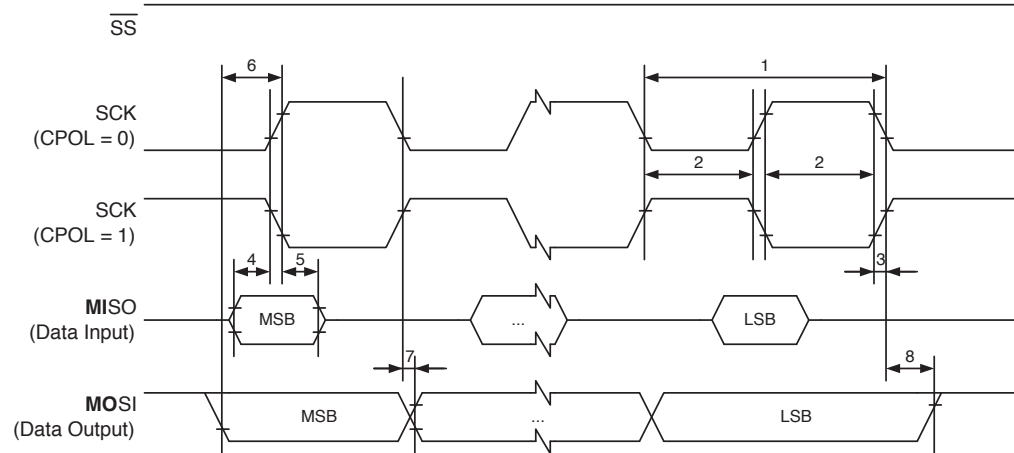 SS
6
1
SCK
(CPOL = 0)
2
2
SCK
(CPOL = 1)
4
5
3
MISO
(Data Input)
MSB
...
LSB
7
8
MOSI
(Data Output)
MSB
...
LSB